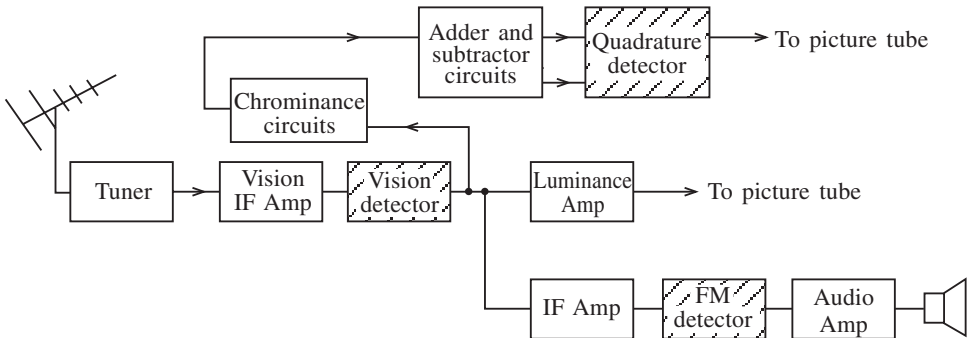 Adder and
subtractor
circuits
Quadrature
detector
To picture tube
Chrominance
circuits
Tuner
Vision
IF Amp
Vision
detector
Luminance
Amp
To picture tube
IF Amp
FM
detector
Audio
Amp